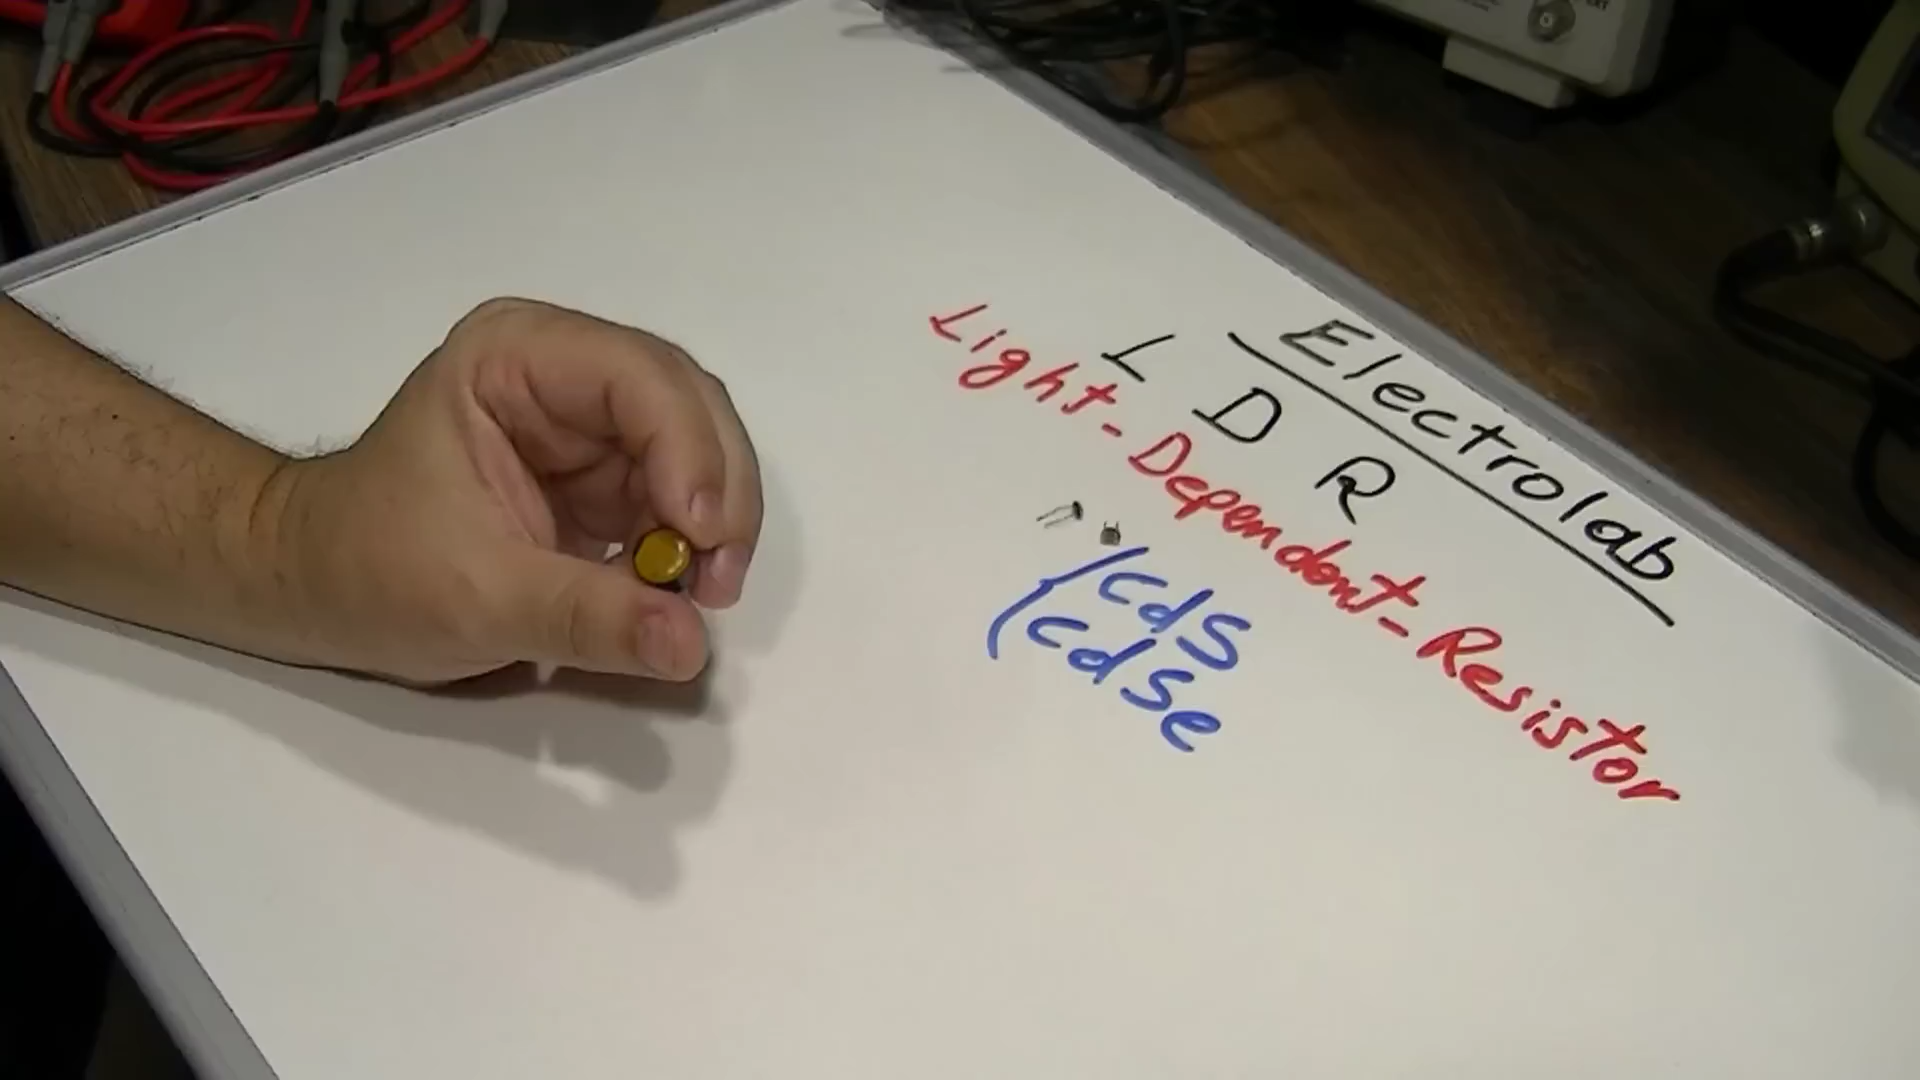 Electrolab
L D R
Light-Dependent-Resistor
CdS
CdSe